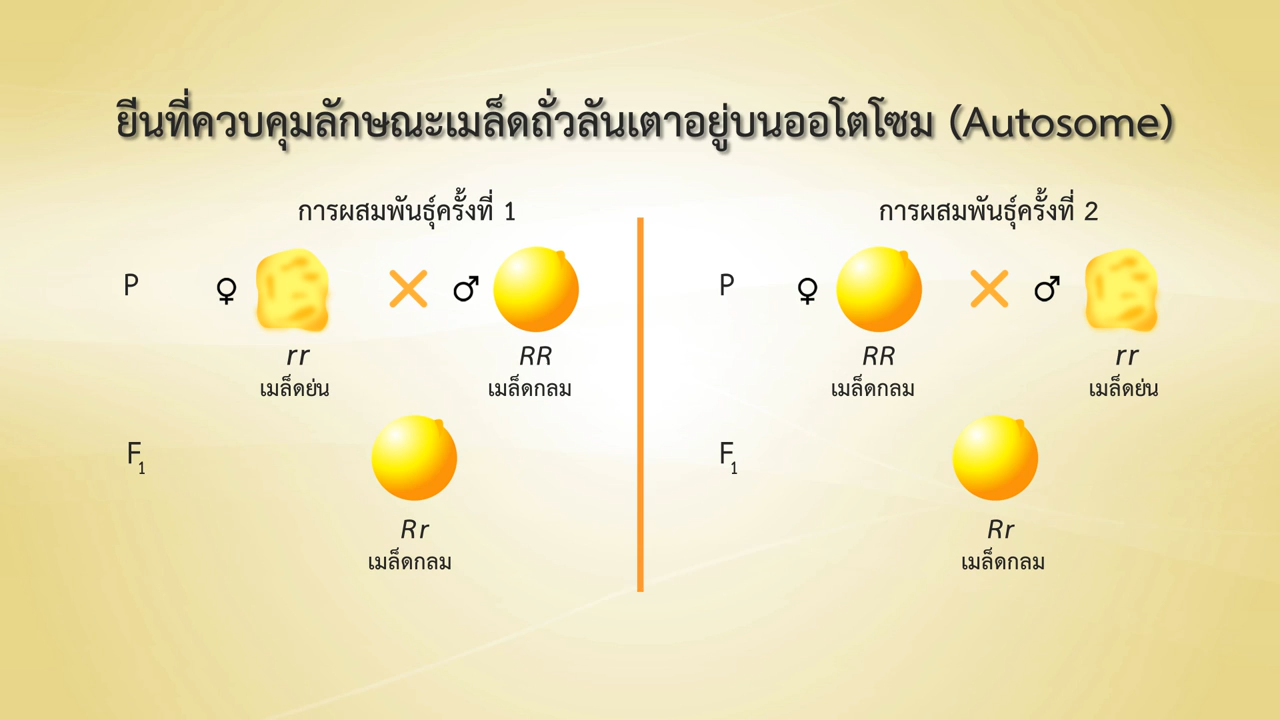 ยีนที่ควบคุมลักษณะเมล็ดถั่วลันเตาอยู่บนออโตโซม (Autosome)
การผสมพันธุ์ครั้งที่ 1
P ♀ ♂
rr RR
เมล็ดย่น เมล็ดกลม
F₁
Rr
เมล็ดกลม
การผสมพันธุ์ครั้งที่ 2
P ♀ ♂
RR rr
เมล็ดกลม เมล็ดย่น
F₁
Rr
เมล็ดกลม